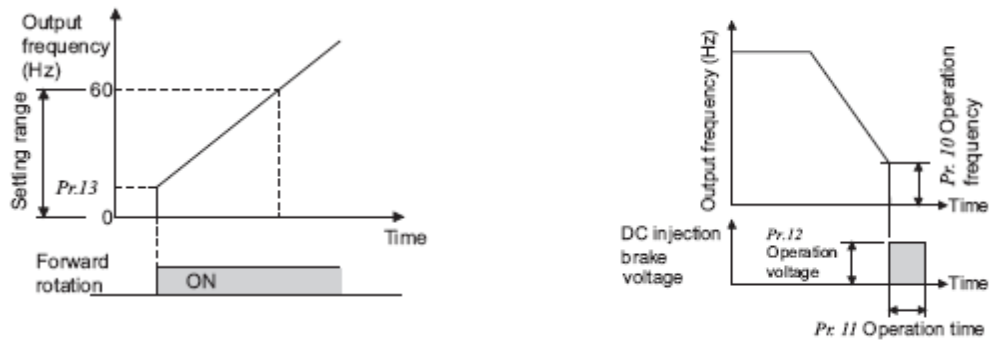 Output
frequency
(Hz)
60
Setting range
Pr.13
0
Time
Forward
rotation
ON
Output frequency (Hz)
Pr. 10 Operation
frequency
Time
DC injection
brake
voltage
Pr.12
Operation
voltage
Time
Pr. 11 Operation time